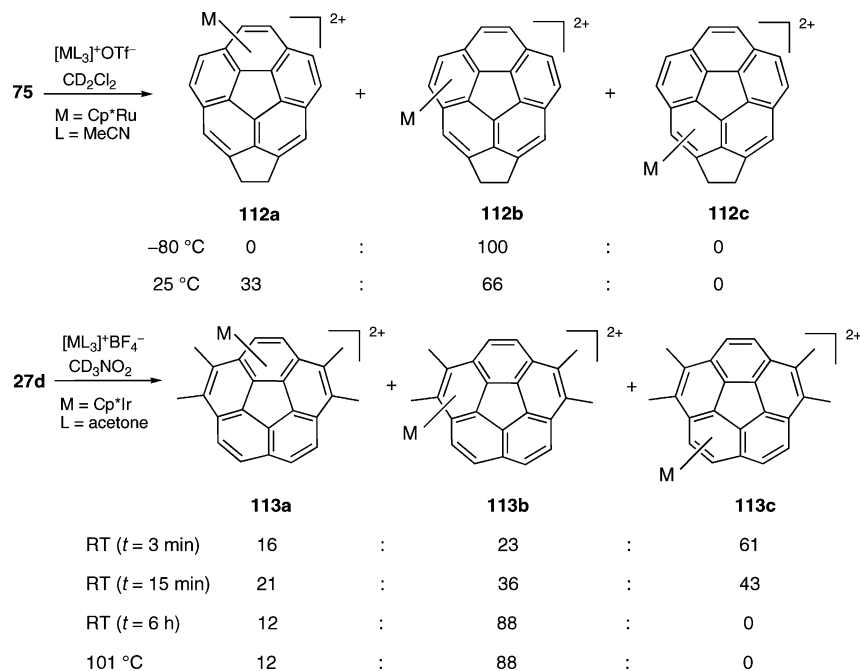 M
2+
[ML3]+OTf−
CD2Cl2
75
M = Cp*Ru
L = MeCN
+
M
2+
+
M
2+
112a 112b 112c
−80 °C 0 : 100 : 0
25 °C 33 : 66 : 0
[ML3]+BF4−
CD3NO2
27d
M = Cp*Ir
L = acetone
M
2+
+
M
2+
+
M
2+
113a 113b 113c
RT (t = 3 min) 16 : 23 : 61
RT (t = 15 min) 21 : 36 : 43
RT (t = 6 h) 12 : 88 : 0
101 °C 12 : 88 : 0